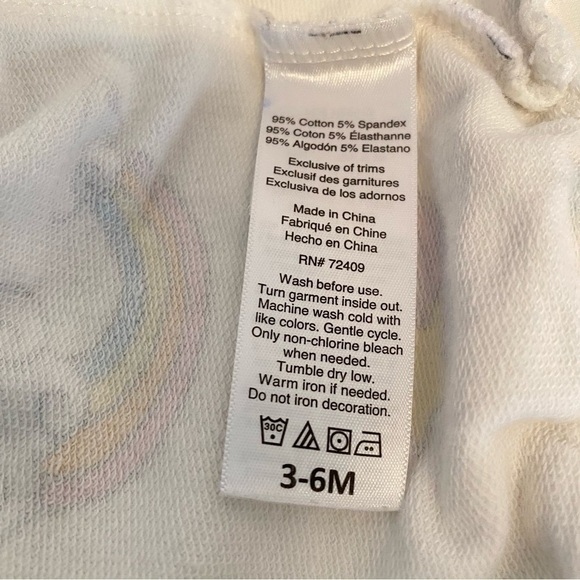 95% Cotton 5% Spandex
95% Coton 5% Élasthanne
95% Algodón 5% Elastano
Exclusive of trims
Exclusif des garnitures
Exclusiva de los adornos
Made in China
Fabriqué en Chine
Hecho en China
RN# 72409
Wash before use.
Turn garment inside out.
Machine wash cold with
like colors. Gentle cycle.
Only non-chlorine bleach
when needed.
Tumble dry low.
Warm iron if needed.
Do not iron decoration.
30C
3-6M